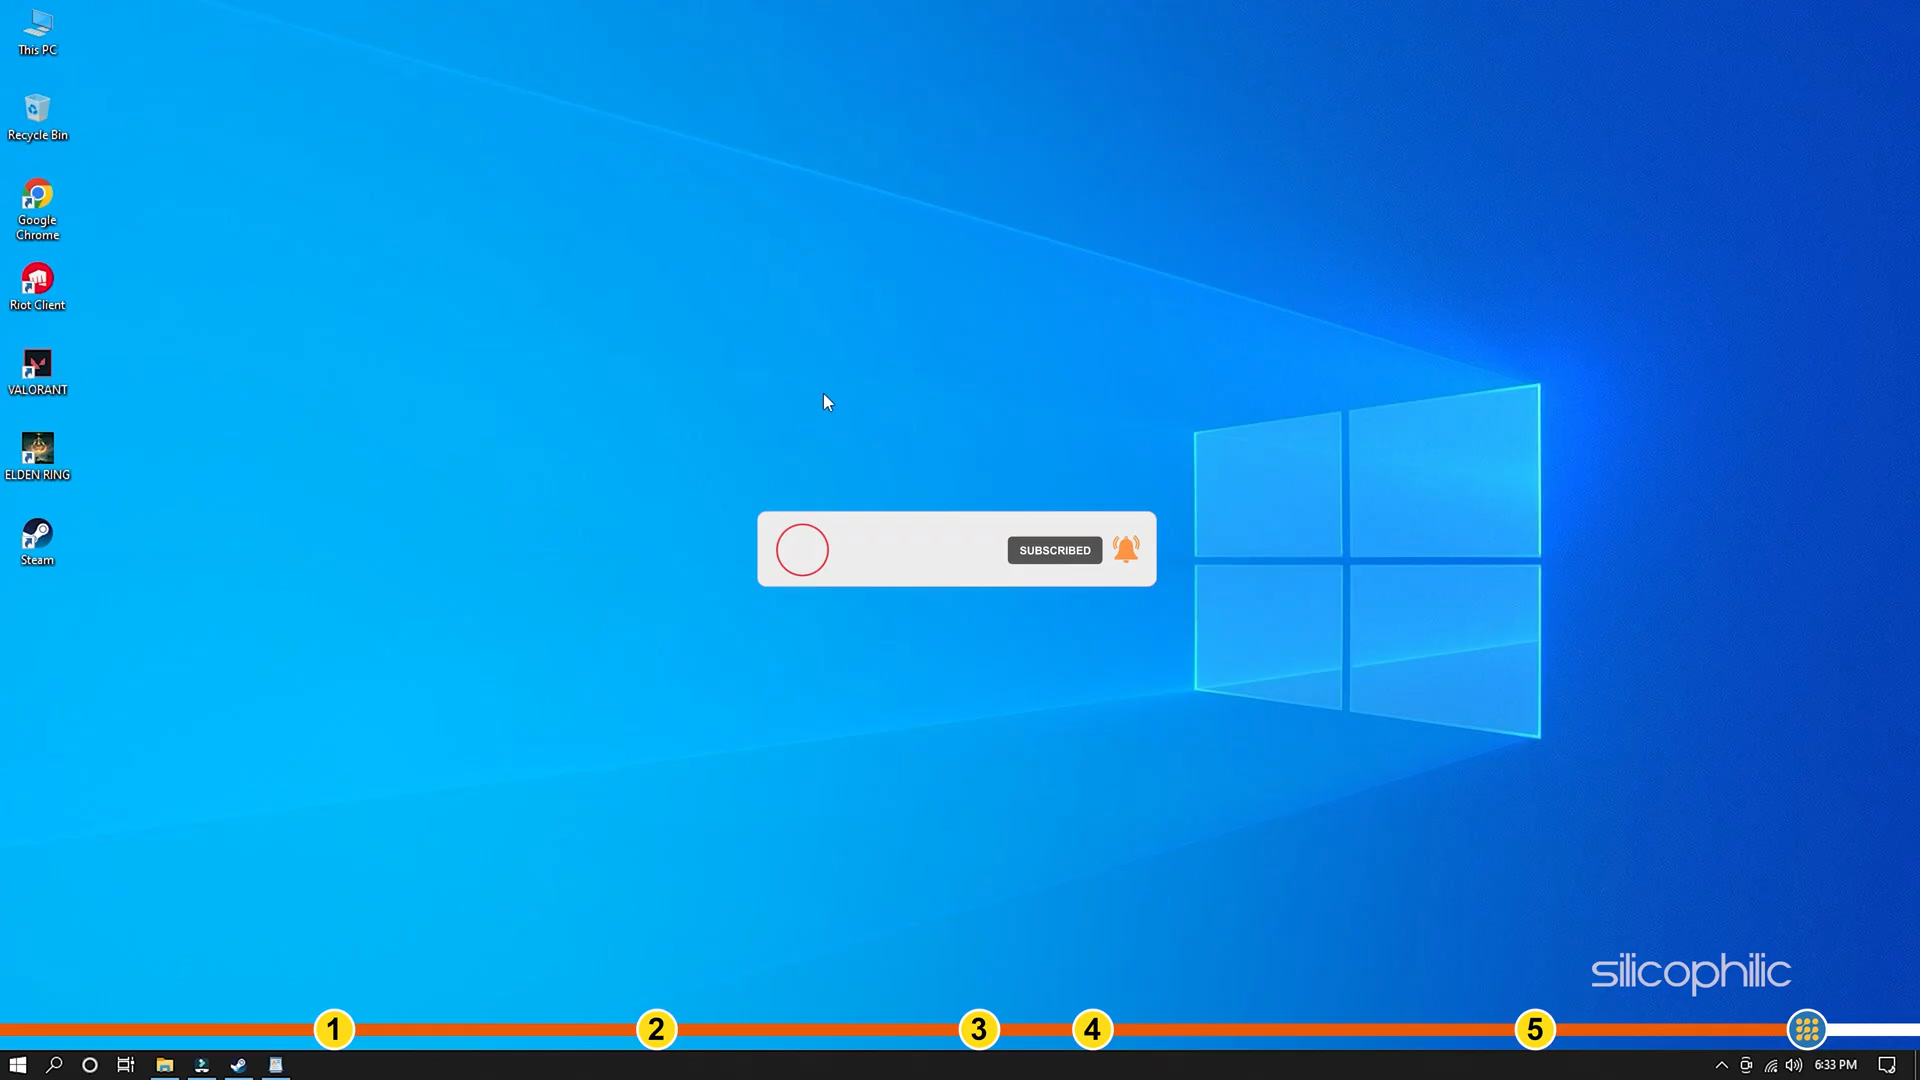 This PC
Recycle Bin
Google
Chrome
Riot Client
VALORANT
ELDEN RING
Steam
SUBSCRIBED
silicophilic
1 2 3 4 5
6:33 PM